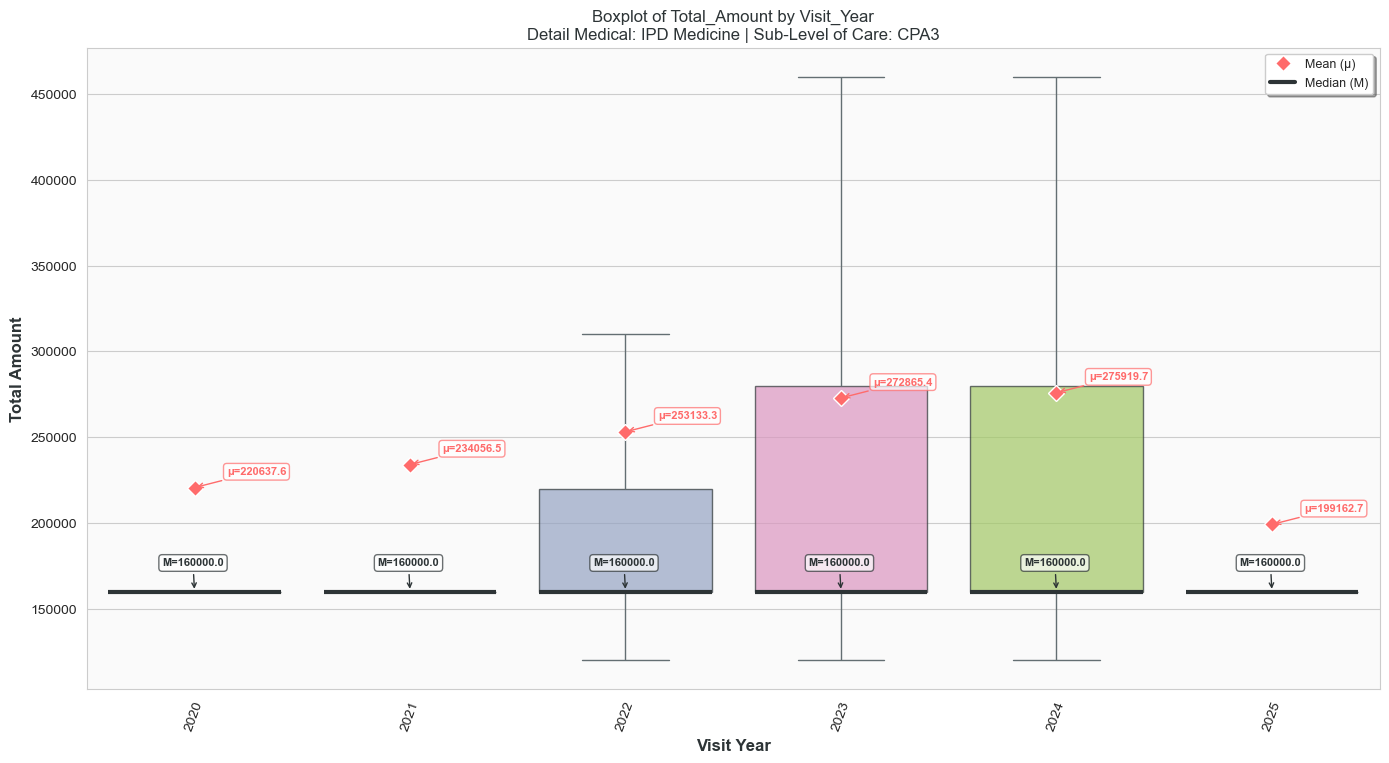 Boxplot of Total_Amount by Visit_Year
Detail Medical: IPD Medicine | Sub-Level of Care: CPA3
Mean (μ)
Median (M)
Total Amount
450000
400000
350000
300000
250000
200000
150000
μ=220637.6
μ=234056.5
μ=253133.3
μ=272865.4
μ=275919.7
μ=199162.7
M=160000.0
M=160000.0
M=160000.0
M=160000.0
M=160000.0
M=160000.0
2020
2021
2022
2023
2024
2025
Visit Year